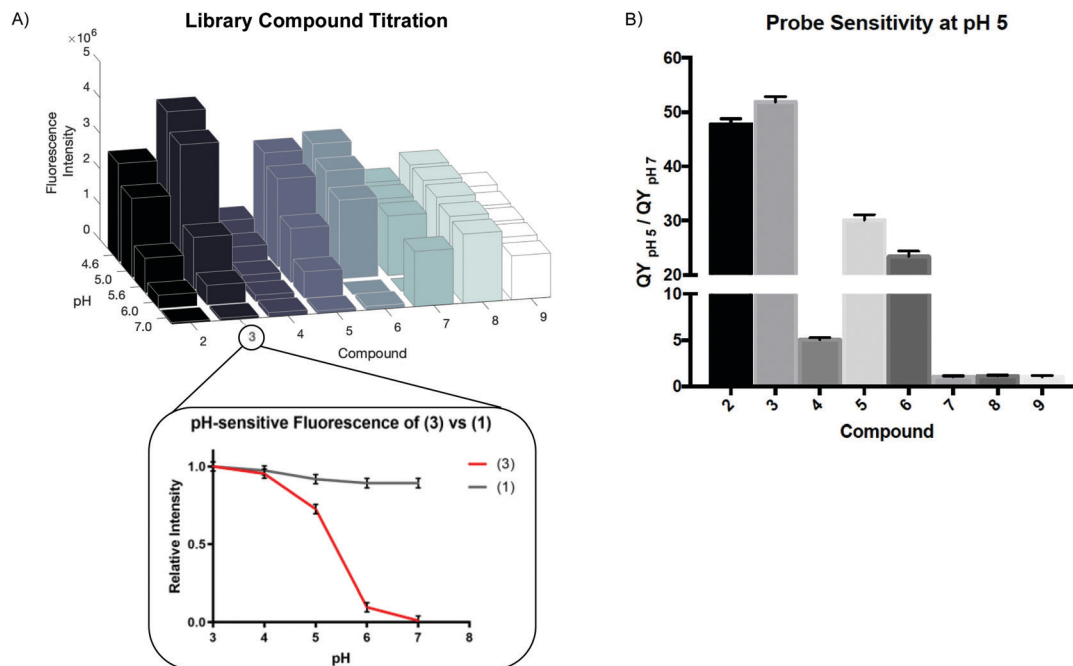 A)
Library Compound Titration
×10⁶
5
4
3
2
1
0
Fluorescence
Intensity
4.6
5.0
5.6
6.0
7.0
pH
2
3
4
5
6
7
8
9
Compound
pH-sensitive Fluorescence of (3) vs (1)
1.0
0.5
0.0
Relative Intensity
(3)
(1)
3 4 5 6 7 8
pH
B)
Probe Sensitivity at pH 5
60
50
40
30
20
10
5
0
QY pH 5 / QY pH 7
2 3 4 5 6 7 8 9
Compound